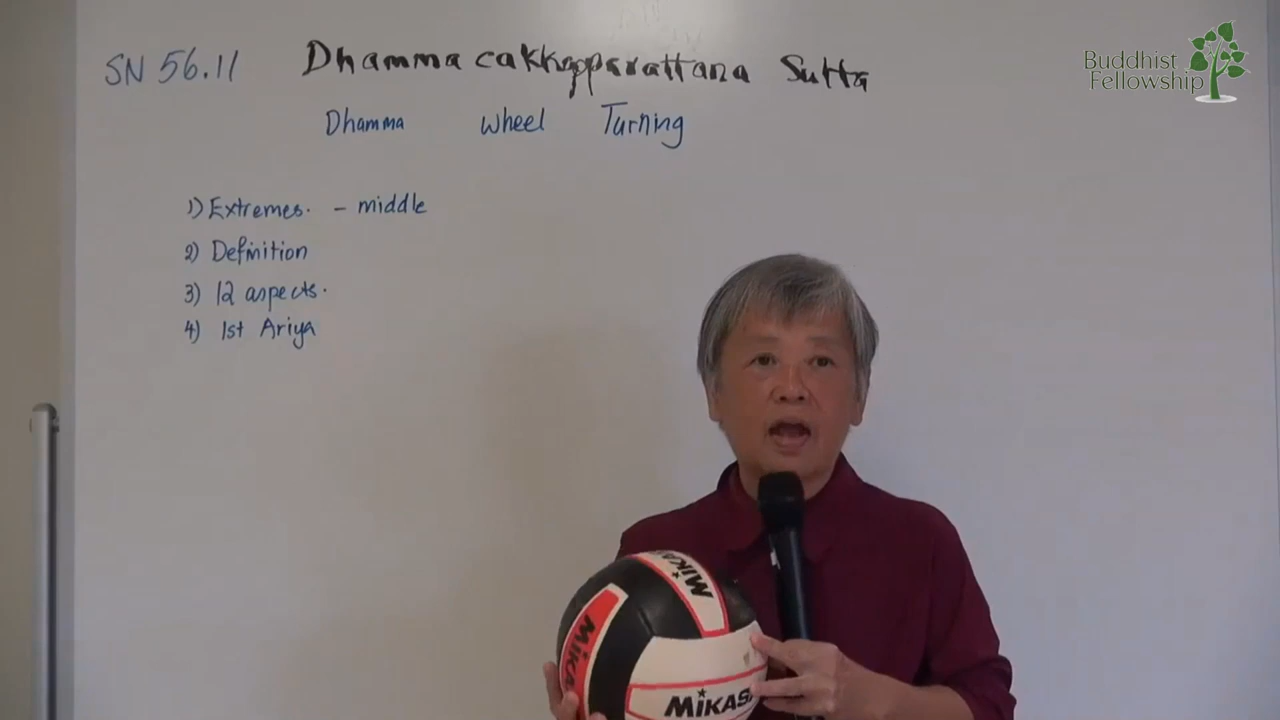 SN 56.11 Dhammacakkappavattana Sutta
Dhamma wheel Turning
1) Extremes. - middle
2) Definition
3) 12 aspects.
4) 1st Ariya
Buddhist
Fellowship
MIKASA
MIKASA
MIKASA